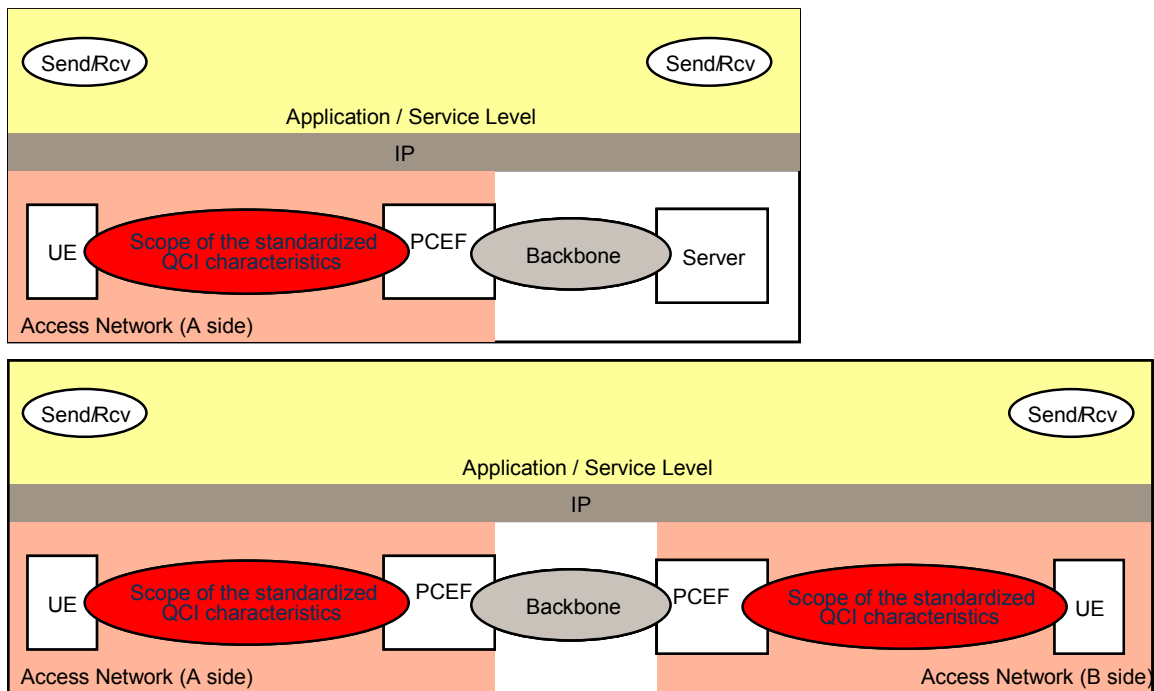 Send/Rcv
Send/Rcv
Application / Service Level
IP
UE
Scope of the standardized
QCI characteristics
PCEF
Backbone
Server
Access Network (A side)
Send/Rcv
Send/Rcv
Application / Service Level
IP
UE
Scope of the standardized
QCI characteristics
PCEF
Backbone
PCEF
Scope of the standardized
QCI characteristics
UE
Access Network (A side)
Access Network (B side)